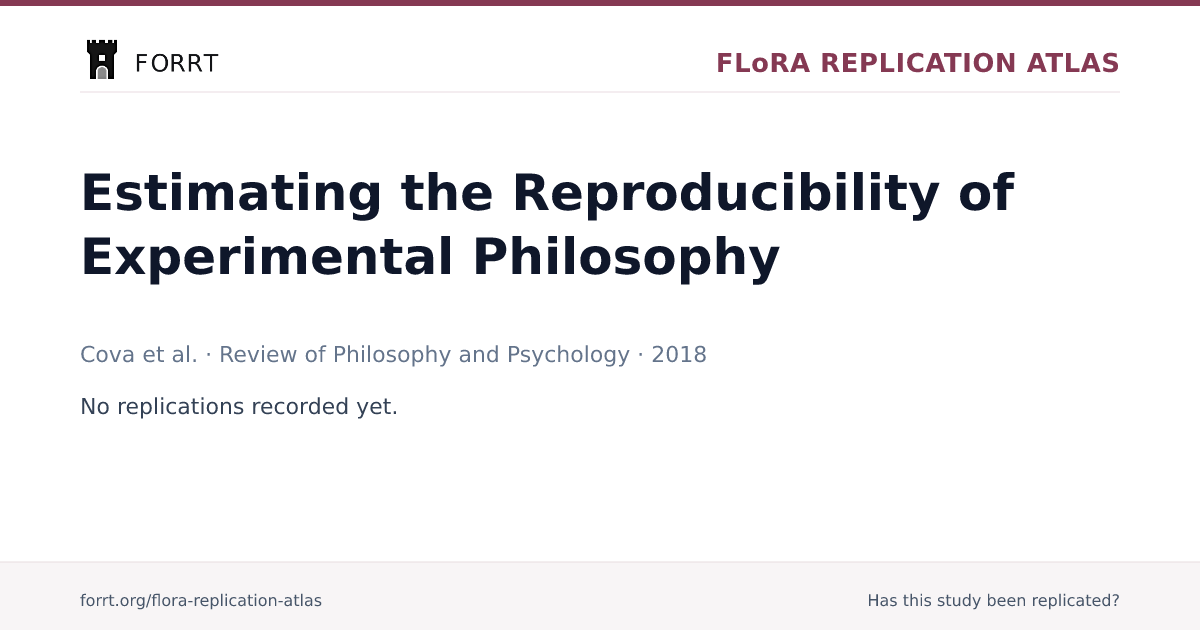 FORRT
FLoRA REPLICATION ATLAS
Estimating the Reproducibility of
Experimental Philosophy
Cova et al. · Review of Philosophy and Psychology · 2018
No replications recorded yet.
forrt.org/flora-replication-atlas
Has this study been replicated?